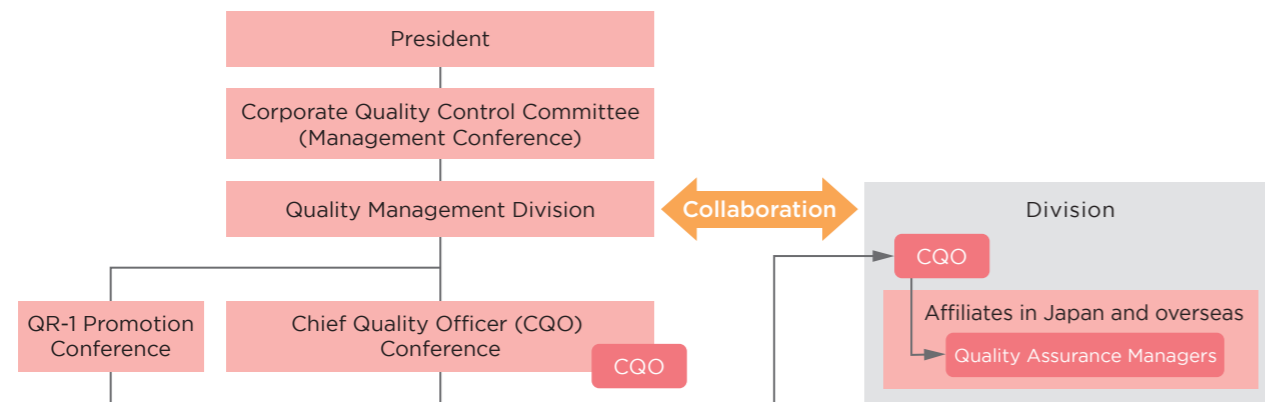 President
Corporate Quality Control Committee
(Management Conference)
Quality Management Division
Collaboration
Division
CQO
Affiliates in Japan and overseas
Quality Assurance Managers
QR-1 Promotion
Conference
Chief Quality Officer (CQO)
Conference
CQO